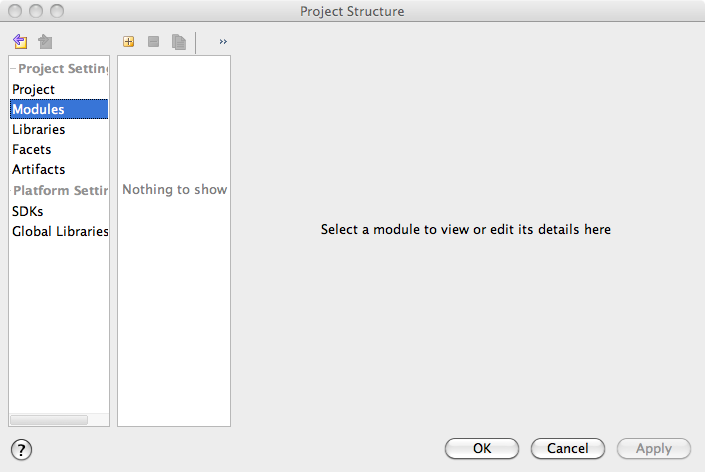 Project Structure
Project Setting
Project
Modules
Libraries
Facets
Artifacts
Platform Settin
SDKs
Global Libraries
Nothing to show
Select a module to view or edit its details here
?
OK
Cancel
Apply